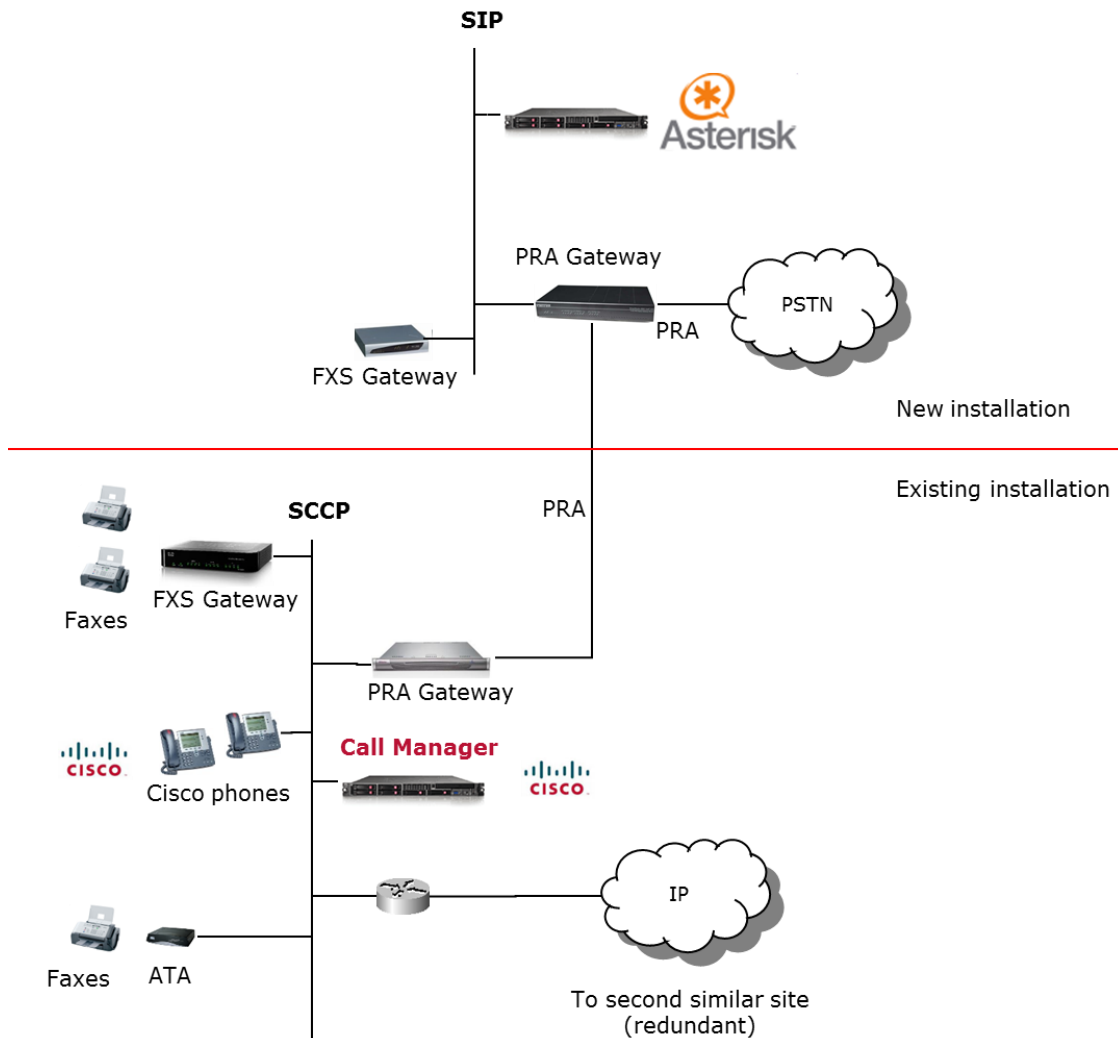 SIP
Asterisk
PRA Gateway
PSTN
PRA
FXS Gateway
New installation
Existing installation
SCCP
PRA
FXS Gateway
Faxes
PRA Gateway
Call Manager
CISCO
Cisco phones
CISCO
IP
Faxes
ATA
To second similar site
(redundant)